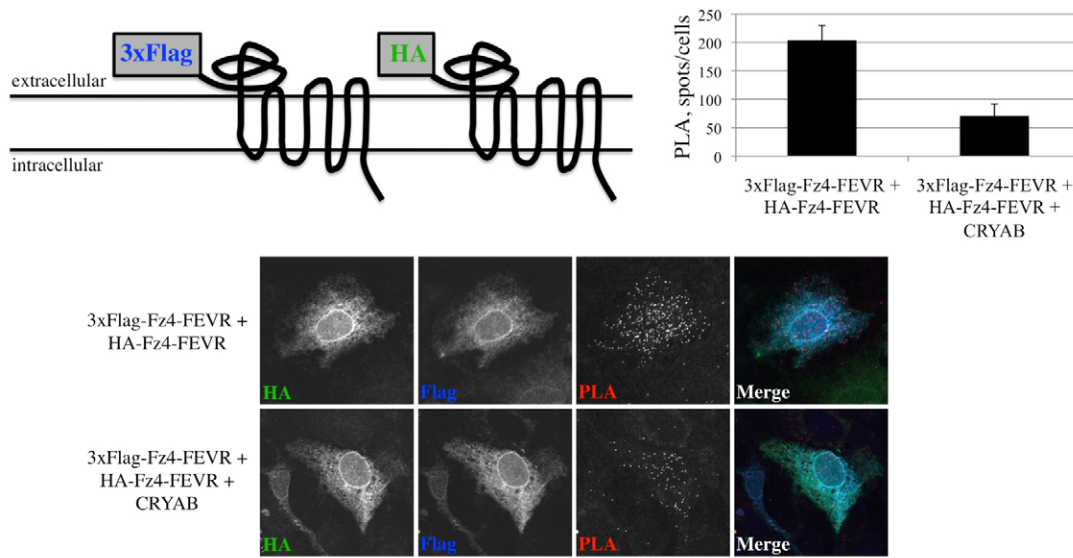 3xFlag
HA
extracellular
intracellular
PLA, spots/cells
250
200
150
100
50
0
3xFlag-Fz4-FEVR +
HA-Fz4-FEVR
3xFlag-Fz4-FEVR +
HA-Fz4-FEVR +
CRYAB
3xFlag-Fz4-FEVR +
HA-Fz4-FEVR
HA
Flag
PLA
Merge
3xFlag-Fz4-FEVR +
HA-Fz4-FEVR +
CRYAB
HA
Flag
PLA
Merge